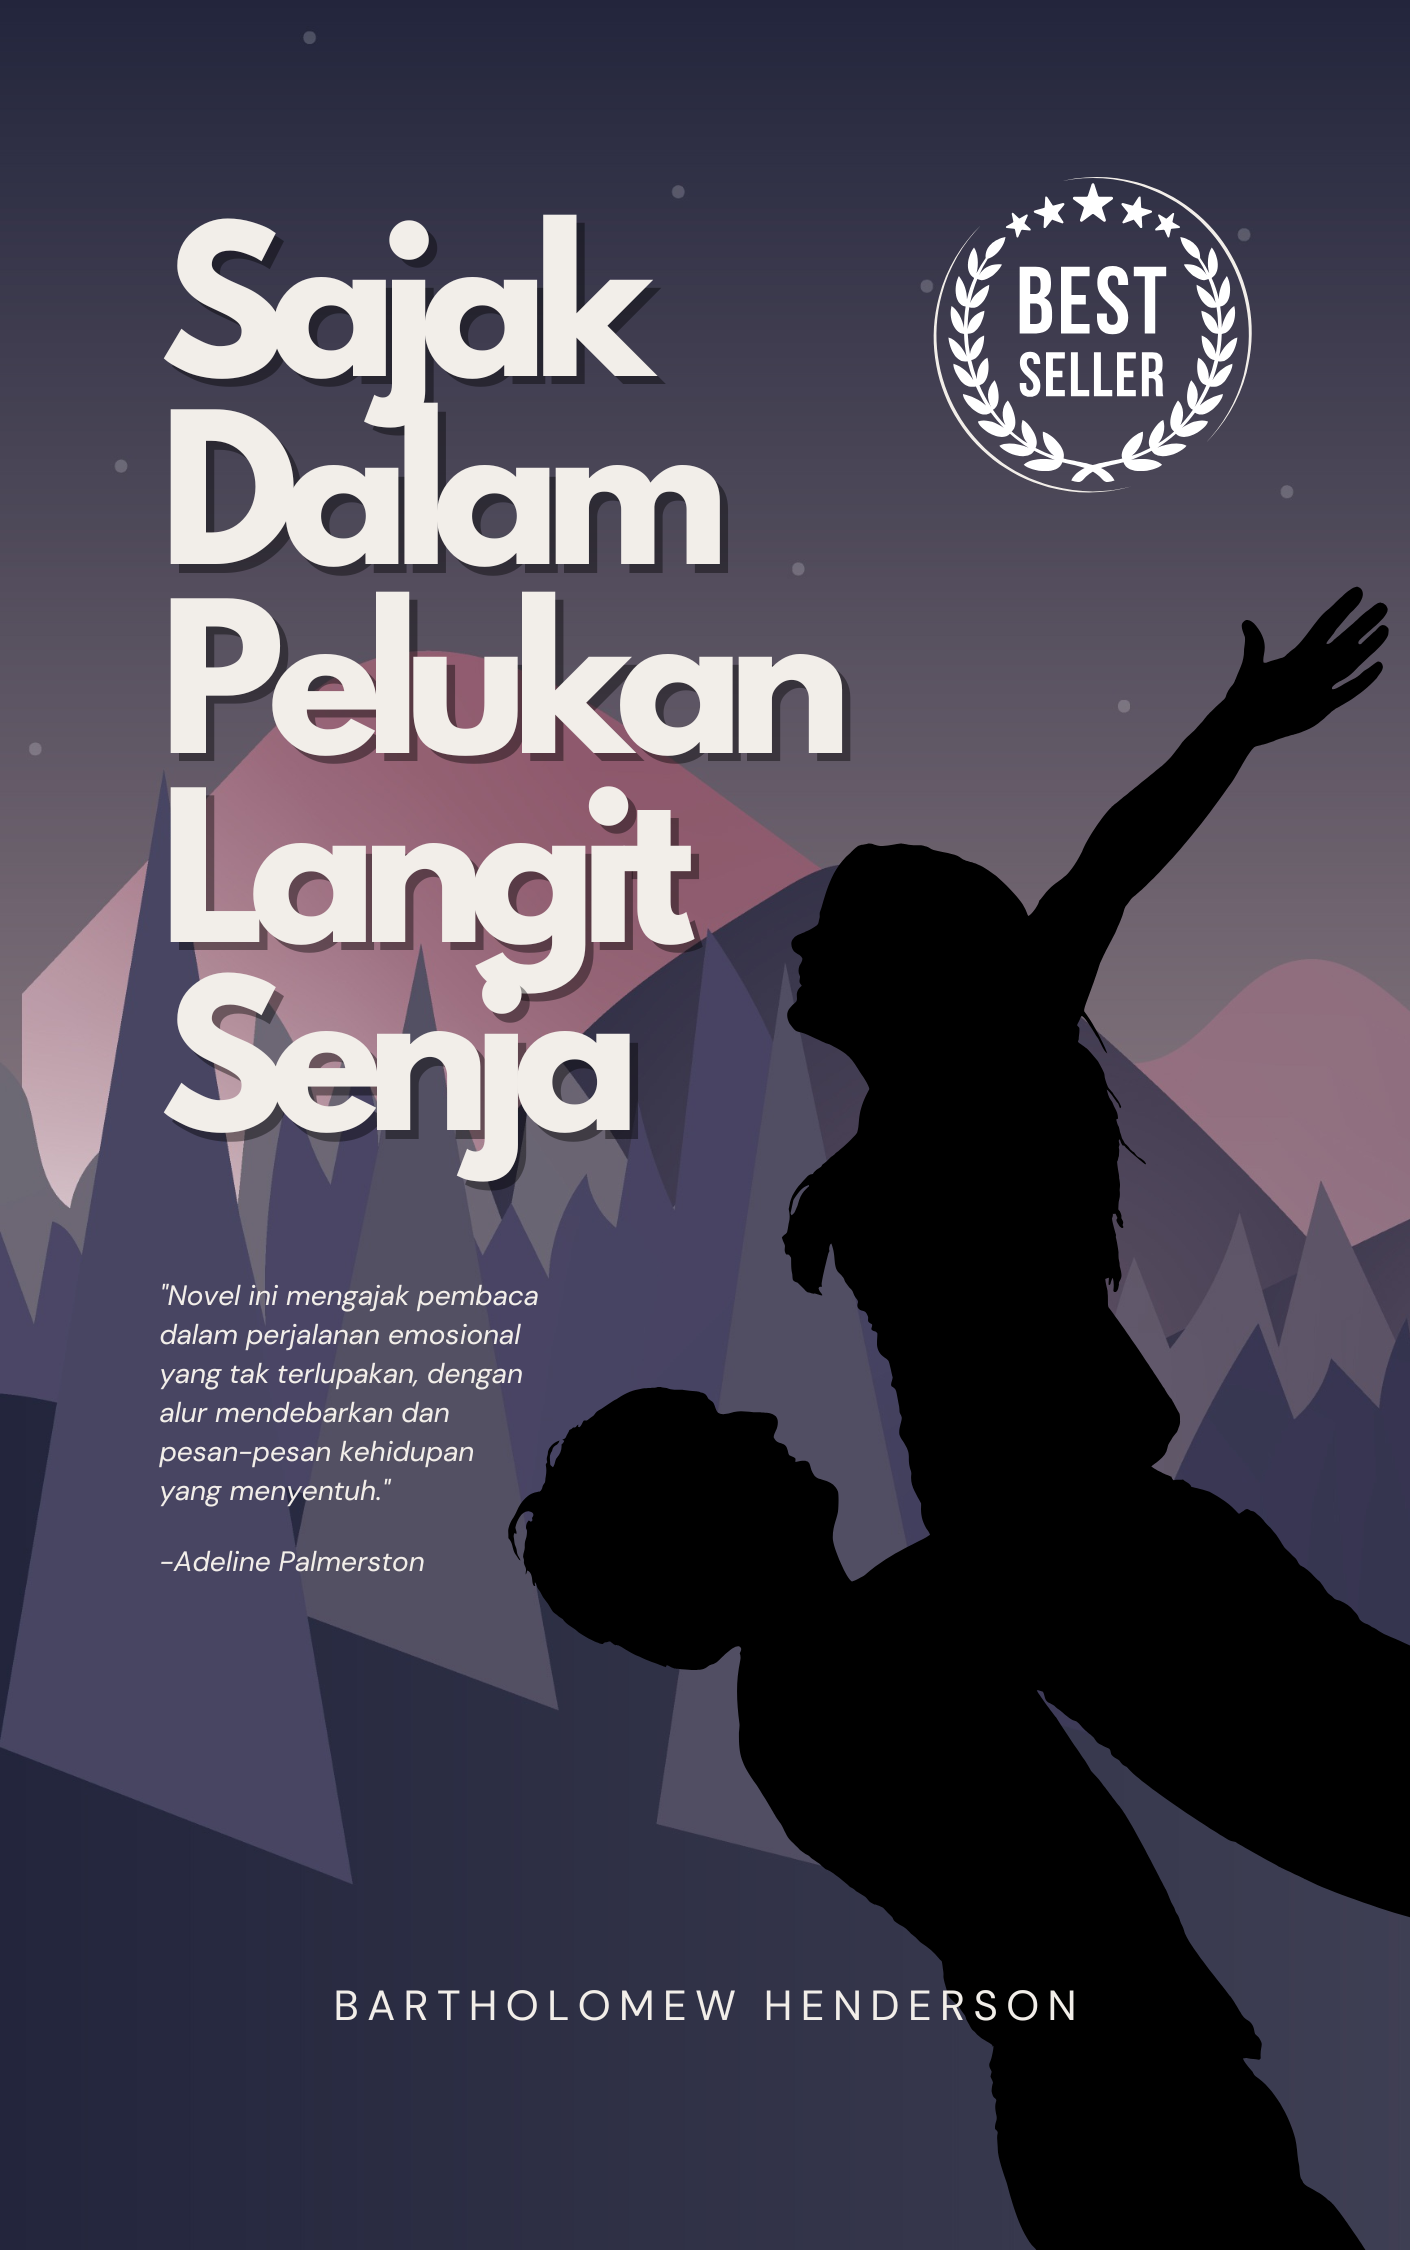 Sajak
Dalam
Pelukan
Langit
Senja
BEST
SELLER
"Novel ini mengajak pembaca
dalam perjalanan emosional
yang tak terlupakan, dengan
alur mendebarkan dan
pesan-pesan kehidupan
yang menyentuh."
-Adeline Palmerston
BARTHOLOMEW HENDERSON